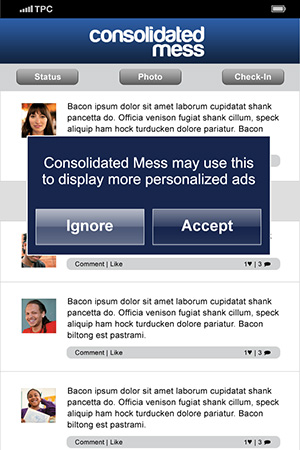 TPC
consolidated
mess
Status Photo Check-In
Bacon ipsum dolor sit amet laborum cupidatat shank
pancetta do. Officia venison fugiat shank cillum, speck
aliquip ham hock turducken dolore pariatur. Bacon
Consolidated Mess may use this
to display more personalized ads
Ignore Accept
Comment | Like 1♥ | 3
Bacon ipsum dolor sit amet laborum cupidatat shank
pancetta do. Officia venison fugiat shank cillum, speck
aliquip ham hock turducken dolore pariatur. Bacon
biltong est pastrami.
Comment | Like 1♥ | 3
Bacon ipsum dolor sit amet laborum cupidatat shank
pancetta do. Officia venison fugiat shank cillum, speck
aliquip ham hock turducken dolore pariatur. Bacon
biltong est pastrami.
Comment | Like 1♥ | 3